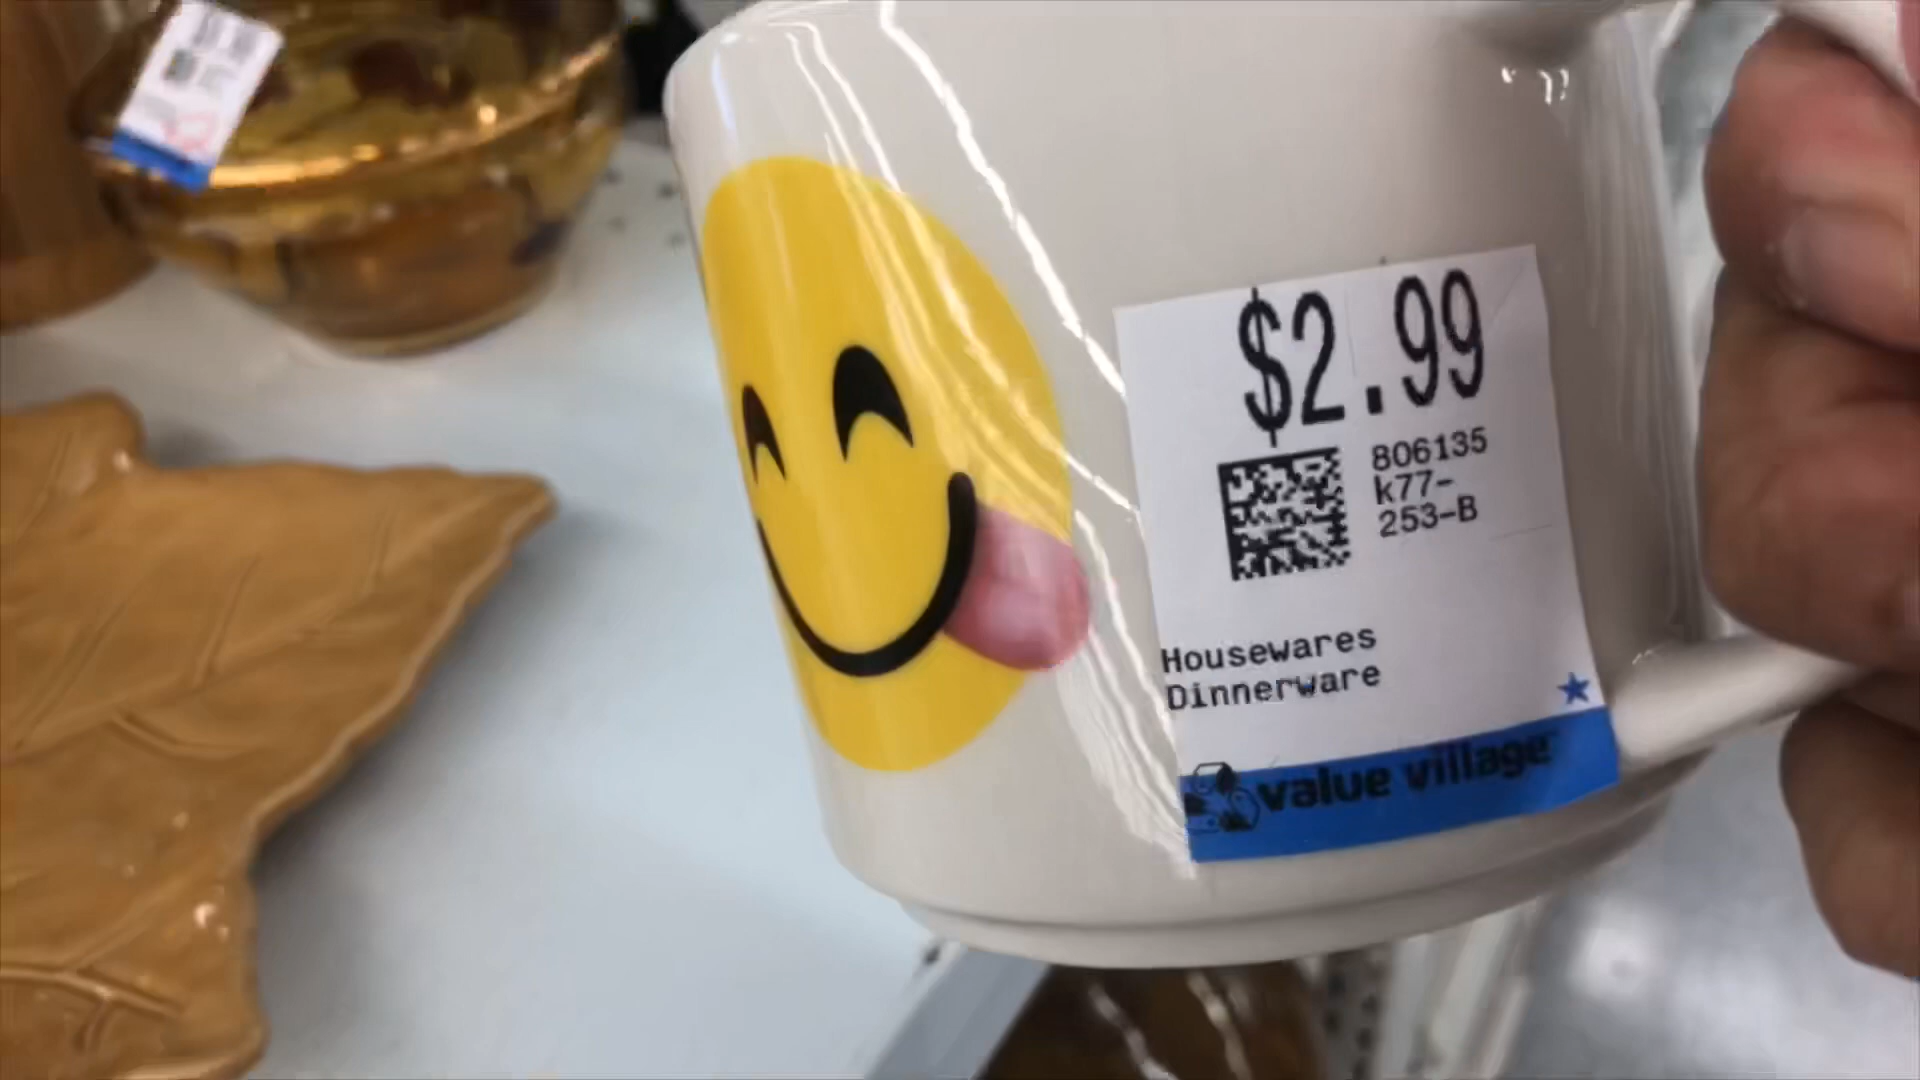 $2.99
806135
k77-
253-B
Housewares
Dinnerware
value village